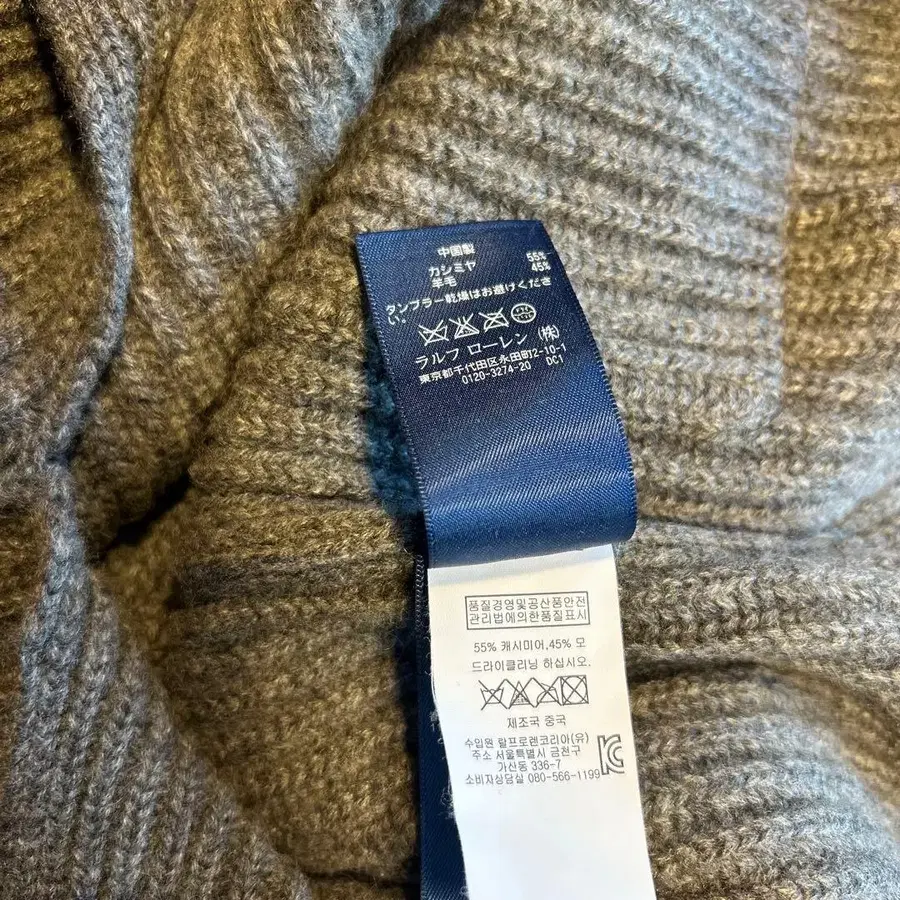 中国製
カシミヤ 55%
羊毛 45%
タンブラー乾燥はお避けくださ
い。
ラルフ ローレン (株)
東京都千代田区永田町2-10-1
0120-3274-20 DC1
품질경영및공산품안전
관리법에의한품질표시
55% 캐시미어,45% 모
드라이클리닝 하십시오.
제조국 중국
수입원 랄프로렌코리아(유)
주소 서울특별시 금천구
가산동 336-7
소비자상담실 080-566-1199